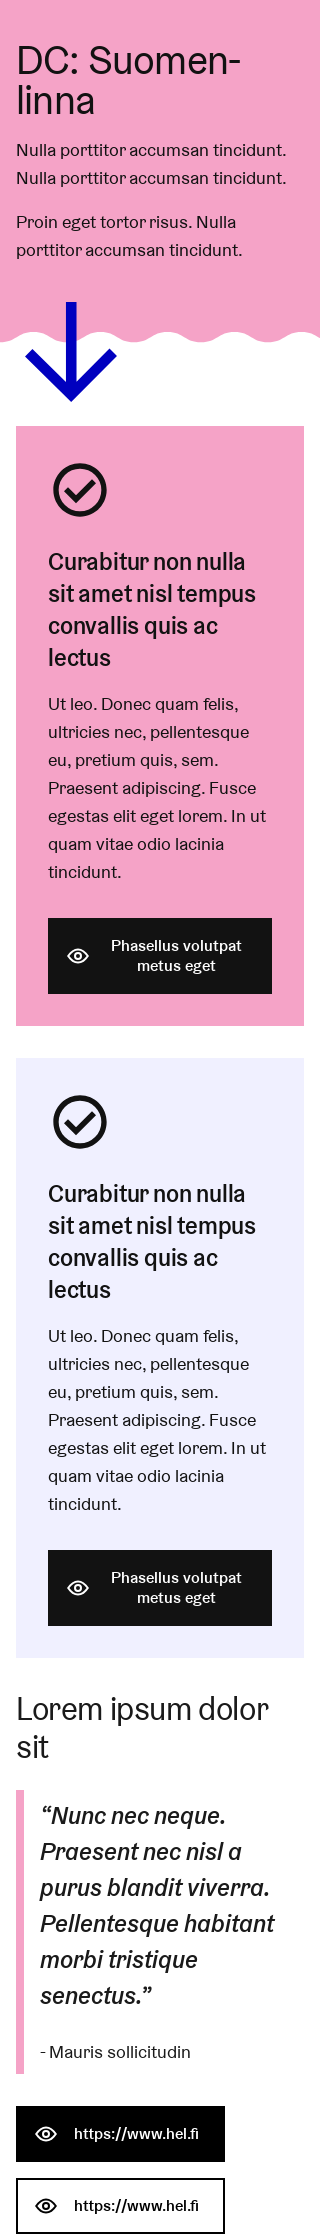 DC: Suomen-
linna
Nulla porttitor accumsan tincidunt.
Nulla porttitor accumsan tincidunt.
Proin eget tortor risus. Nulla
porttitor accumsan tincidunt.
Curabitur non nulla
sit amet nisl tempus
convallis quis ac
lectus
Ut leo. Donec quam felis,
ultricies nec, pellentesque
eu, pretium quis, sem.
Praesent adipiscing. Fusce
egestas elit eget lorem. In ut
quam vitae odio lacinia
tincidunt.
Phasellus volutpat
metus eget
Curabitur non nulla
sit amet nisl tempus
convallis quis ac
lectus
Ut leo. Donec quam felis,
ultricies nec, pellentesque
eu, pretium quis, sem.
Praesent adipiscing. Fusce
egestas elit eget lorem. In ut
quam vitae odio lacinia
tincidunt.
Phasellus volutpat
metus eget
Lorem ipsum dolor
sit
“Nunc nec neque.
Praesent nec nisl a
purus blandit viverra.
Pellentesque habitant
morbi tristique
senectus.”
- Mauris sollicitudin
https://www.hel.fi
https://www.hel.fi